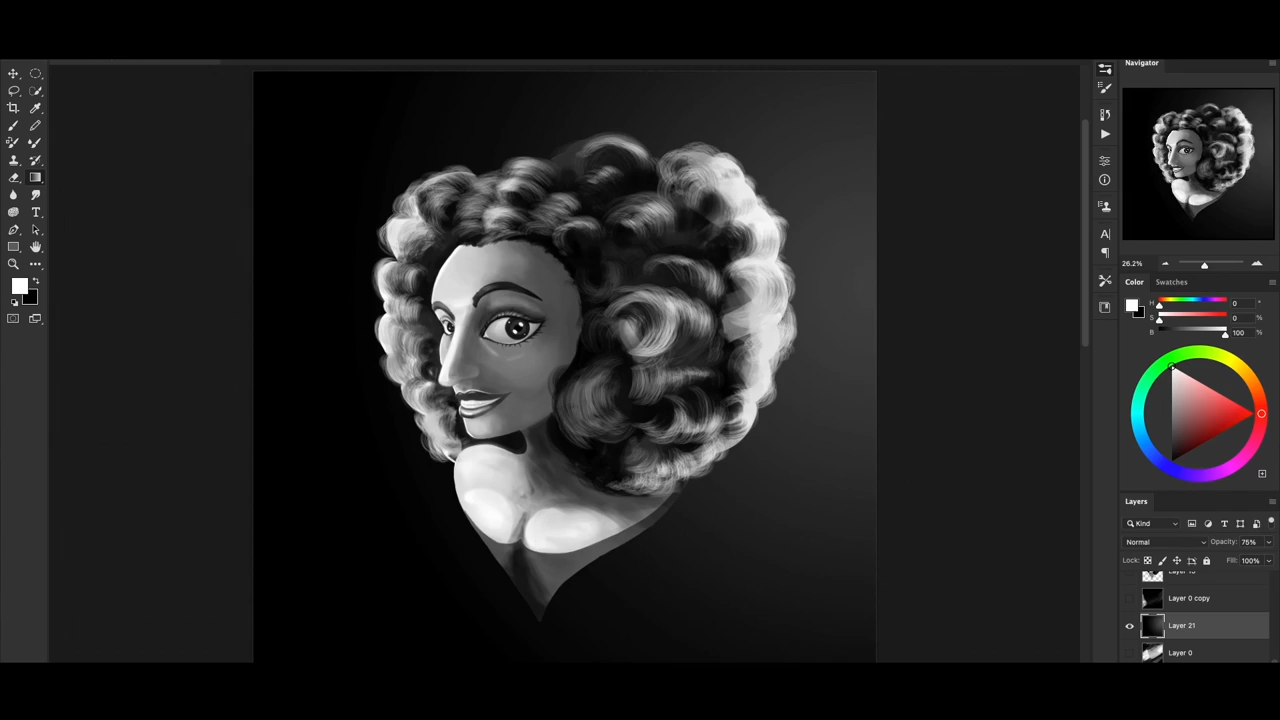 Navigator
26.2%
Color Swatches
H 0 °
S 0 %
B 100 %
Layers
Kind
Normal Opacity: 75%
Lock: Fill: 100%
Layer 0 copy
Layer 21
Layer 0